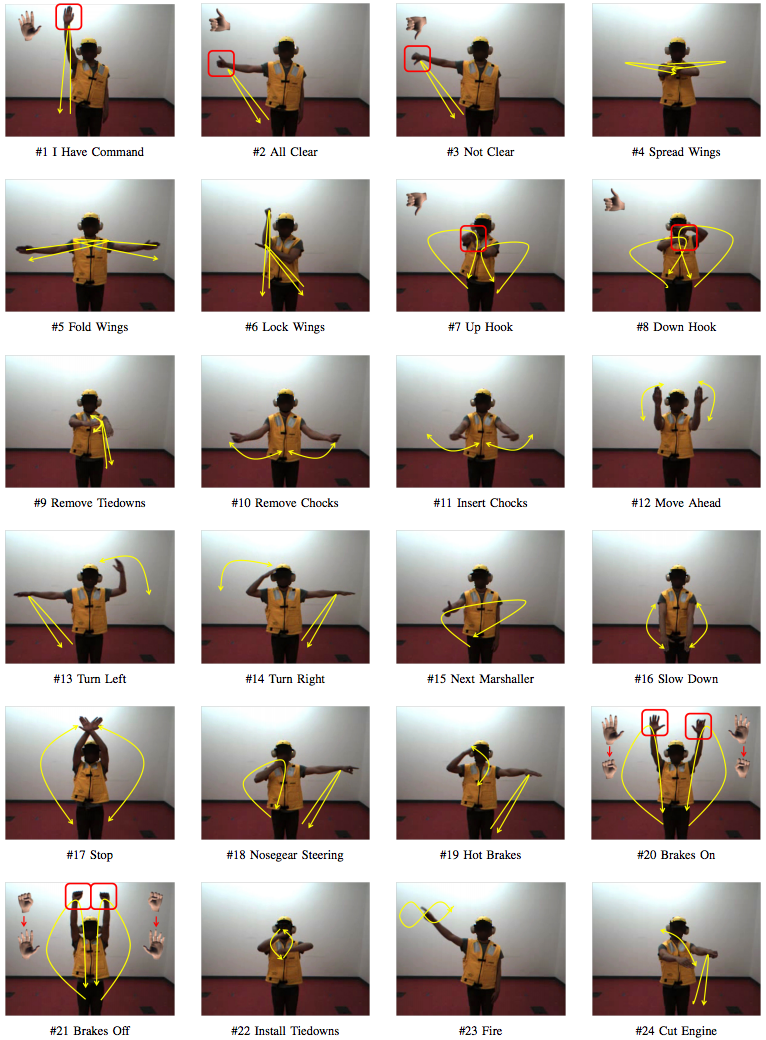 #1 I Have Command
#2 All Clear
#3 Not Clear
#4 Spread Wings
#5 Fold Wings
#6 Lock Wings
#7 Up Hook
#8 Down Hook
#9 Remove Tiedowns
#10 Remove Chocks
#11 Insert Chocks
#12 Move Ahead
#13 Turn Left
#14 Turn Right
#15 Next Marshaller
#16 Slow Down
#17 Stop
#18 Nosegear Steering
#19 Hot Brakes
#20 Brakes On
#21 Brakes Off
#22 Install Tiedowns
#23 Fire
#24 Cut Engine